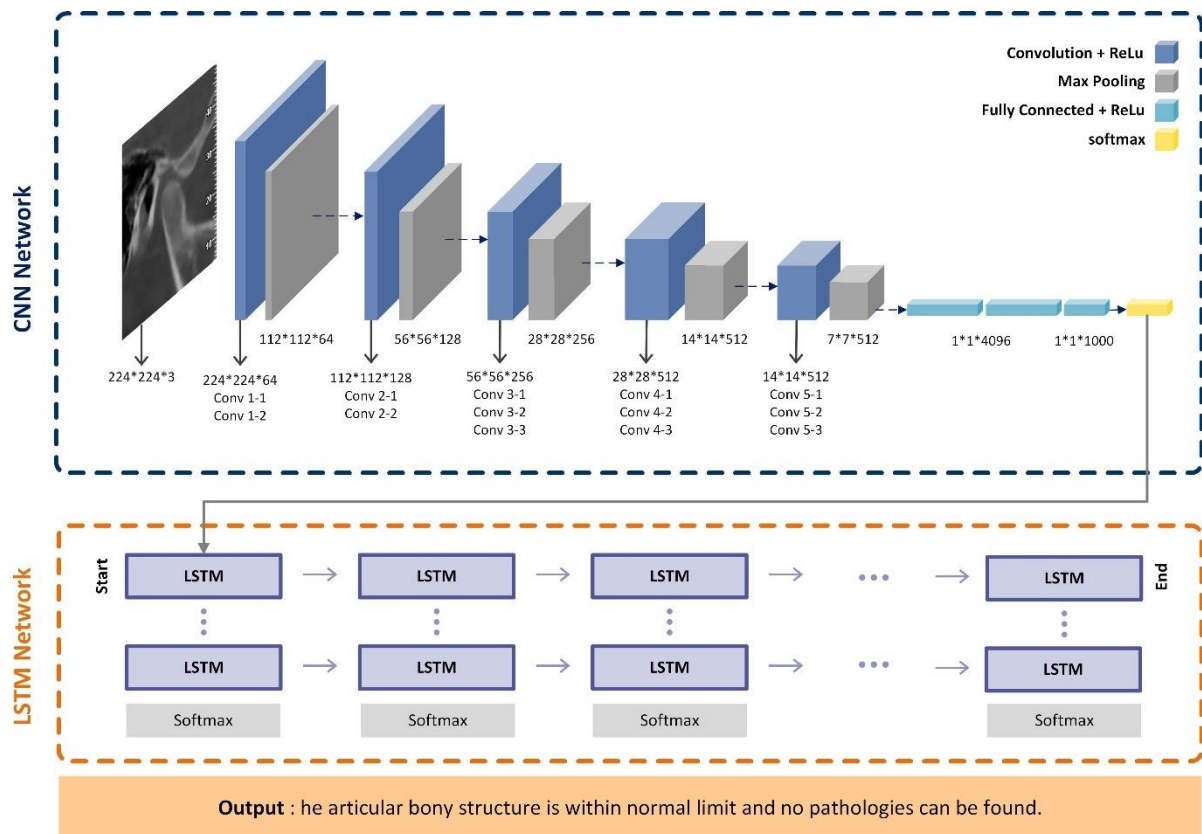 CNN Network
Convolution + ReLu
Max Pooling
Fully Connected + ReLu
softmax
40
30
20
10
112*112*64
56*56*128
28*28*256
14*14*512
7*7*512
1*1*4096
1*1*1000
224*224*3
224*224*64
Conv 1-1
Conv 1-2
112*112*128
Conv 2-1
Conv 2-2
56*56*256
Conv 3-1
Conv 3-2
Conv 3-3
28*28*512
Conv 4-1
Conv 4-2
Conv 4-3
14*14*512
Conv 5-1
Conv 5-2
Conv 5-3
LSTM Network
Start
LSTM
LSTM
LSTM
LSTM
End
LSTM
LSTM
LSTM
LSTM
Softmax
Softmax
Softmax
Softmax
Output : he articular bony structure is within normal limit and no pathologies can be found.